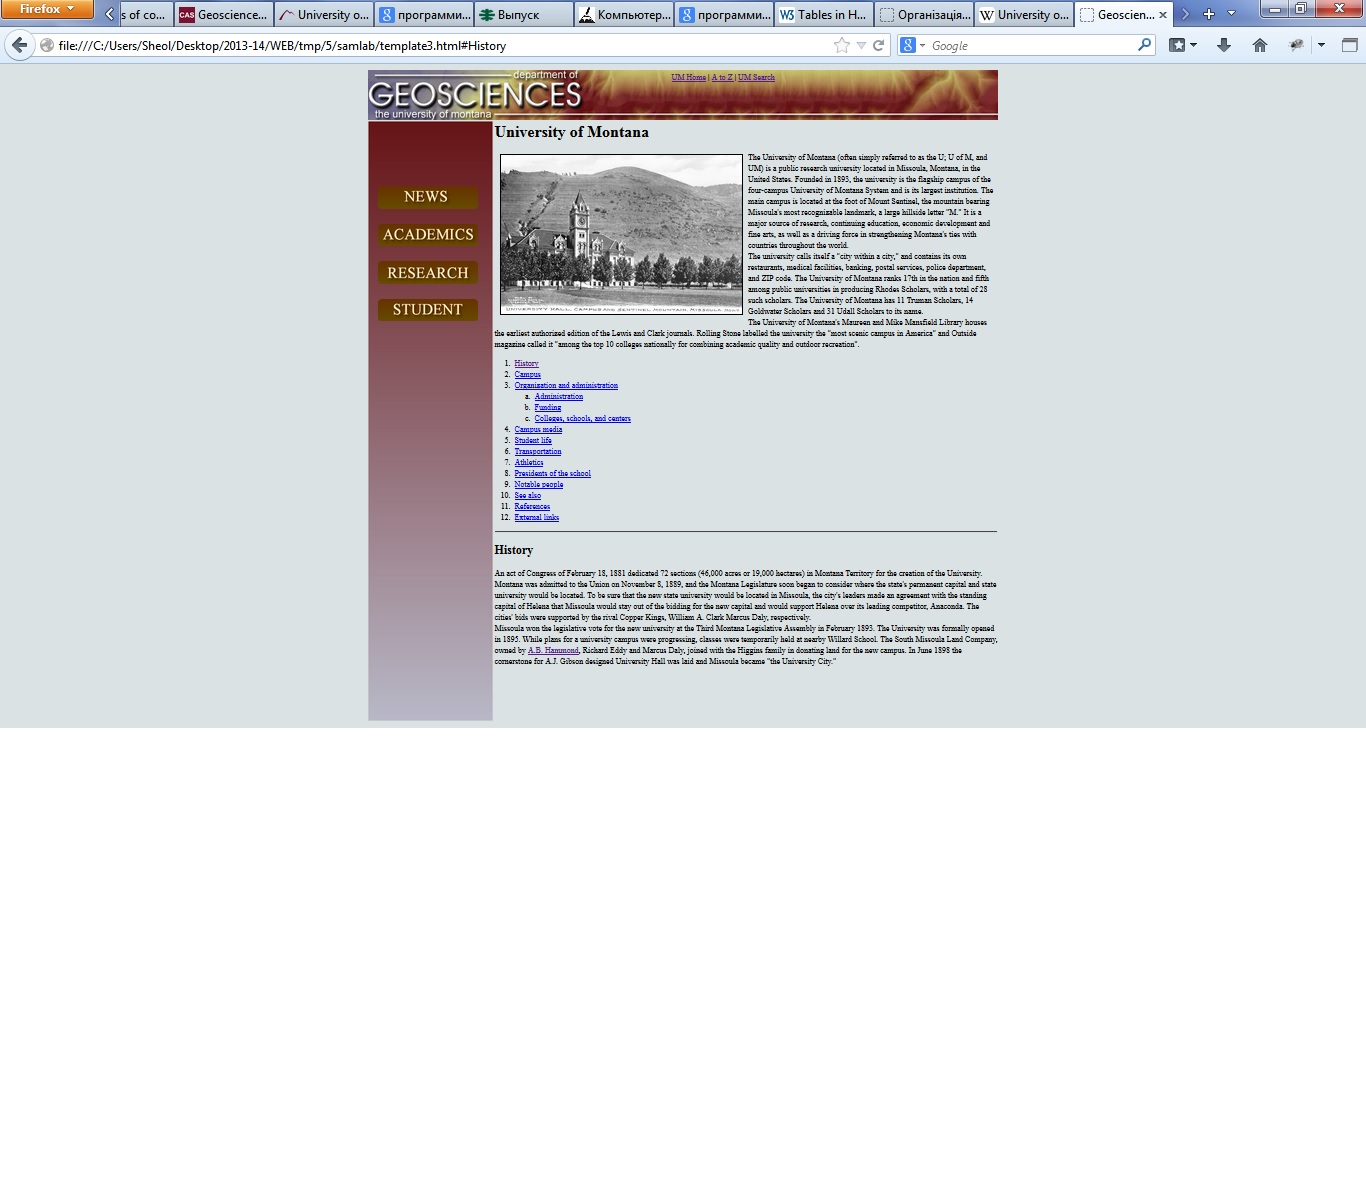 Firefox
s of co...
CAS Geoscience...
University o...
программи...
Выпуск
Компьютер...
программи...
W3 Tables in H...
Організація...
W University o...
Geoscien...
file:///C:/Users/Sheol/Desktop/2013-14/WEB/tmp/5/samlab/template3.html#History
Google
department of
GEOSCIENCES
the university of montana
UM Home | A to Z | UM Search
NEWS
ACADEMICS
RESEARCH
STUDENT
University of Montana
UNIVERSITY HALL, CAMPUS AND SENTINEL MOUNTAIN, MISSOULA MONT
The University of Montana (often simply referred to as the U; U of M, and
UM) is a public research university located in Missoula, Montana, in the
United States. Founded in 1893, the university is the flagship campus of the
four-campus University of Montana System and is its largest institution. The
main campus is located at the foot of Mount Sentinel, the mountain bearing
Missoula's most recognizable landmark, a large hillside letter "M." It is a
major source of research, continuing education, economic development and
fine arts, as well as a driving force in strengthening Montana's ties with
countries throughout the world.
The university calls itself a "city within a city," and contains its own
restaurants, medical facilities, banking, postal services, police department,
and ZIP code. The University of Montana ranks 17th in the nation and fifth
among public universities in producing Rhodes Scholars, with a total of 28
such scholars. The University of Montana has 11 Truman Scholars, 14
Goldwater Scholars and 31 Udall Scholars to its name.
The University of Montana's Maureen and Mike Mansfield Library houses
the earliest authorized edition of the Lewis and Clark journals. Rolling Stone labelled the university the "most scenic campus in America" and Outside
magazine called it "among the top 10 colleges nationally for combining academic quality and outdoor recreation".
1. History
2. Campus
3. Organization and administration
a. Administration
b. Funding
c. Colleges, schools, and centers
4. Campus media
5. Student life
6. Transportation
7. Athletics
8. Presidents of the school
9. Notable people
10. See also
11. References
12. External links
History
An act of Congress of February 18, 1881 dedicated 72 sections (46,000 acres or 19,000 hectares) in Montana Territory for the creation of the University.
Montana was admitted to the Union on November 8, 1889, and the Montana Legislature soon began to consider where the state's permanent capital and state
university would be located. To be sure that the new state university would be located in Missoula, the city's leaders made an agreement with the standing
capital of Helena that Missoula would stay out of the bidding for the new capital and would support Helena over its leading competitor, Anaconda. The
cities' bids were supported by the rival Copper Kings, William A. Clark Marcus Daly, respectively.
Missoula won the legislative vote for the new university at the Third Montana Legislative Assembly in February 1893. The University was formally opened
in 1895. While plans for a university campus were progressing, classes were temporarily held at nearby Willard School. The South Missoula Land Company,
owned by A.B. Hammond, Richard Eddy and Marcus Daly, joined with the Higgins family in donating land for the new campus. In June 1898 the
cornerstone for A.J. Gibson designed University Hall was laid and Missoula became "the University City."